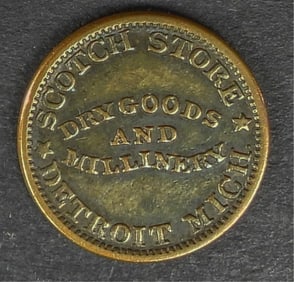 SCOTCH STORE
DRY GOODS
AND
MILLINERY
DETROIT MICH.